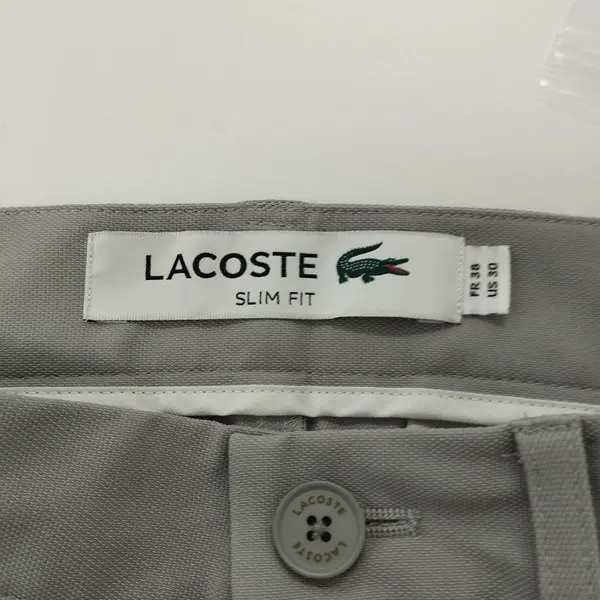 LACOSTE
SLIM FIT
FR 38
US 30
LACOSTE
LACOSTE